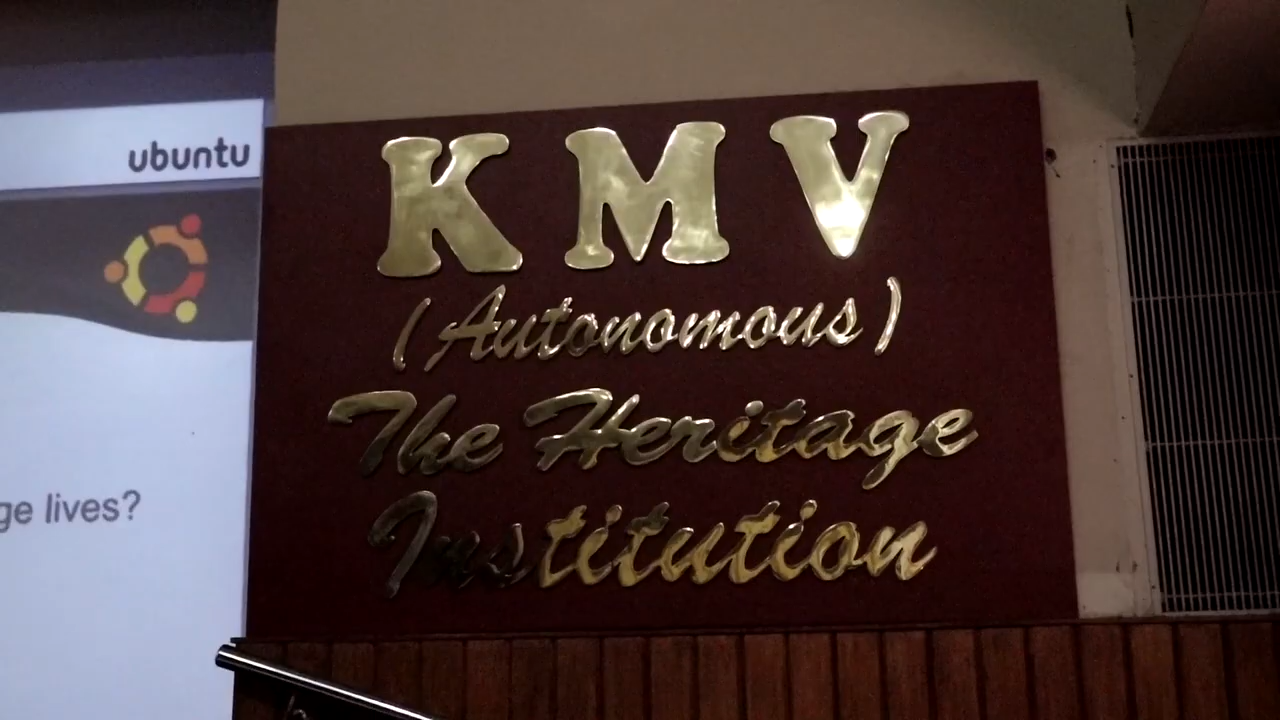 ubuntu
ge lives?
KMV
(Autonomous)
The Heritage
Institution